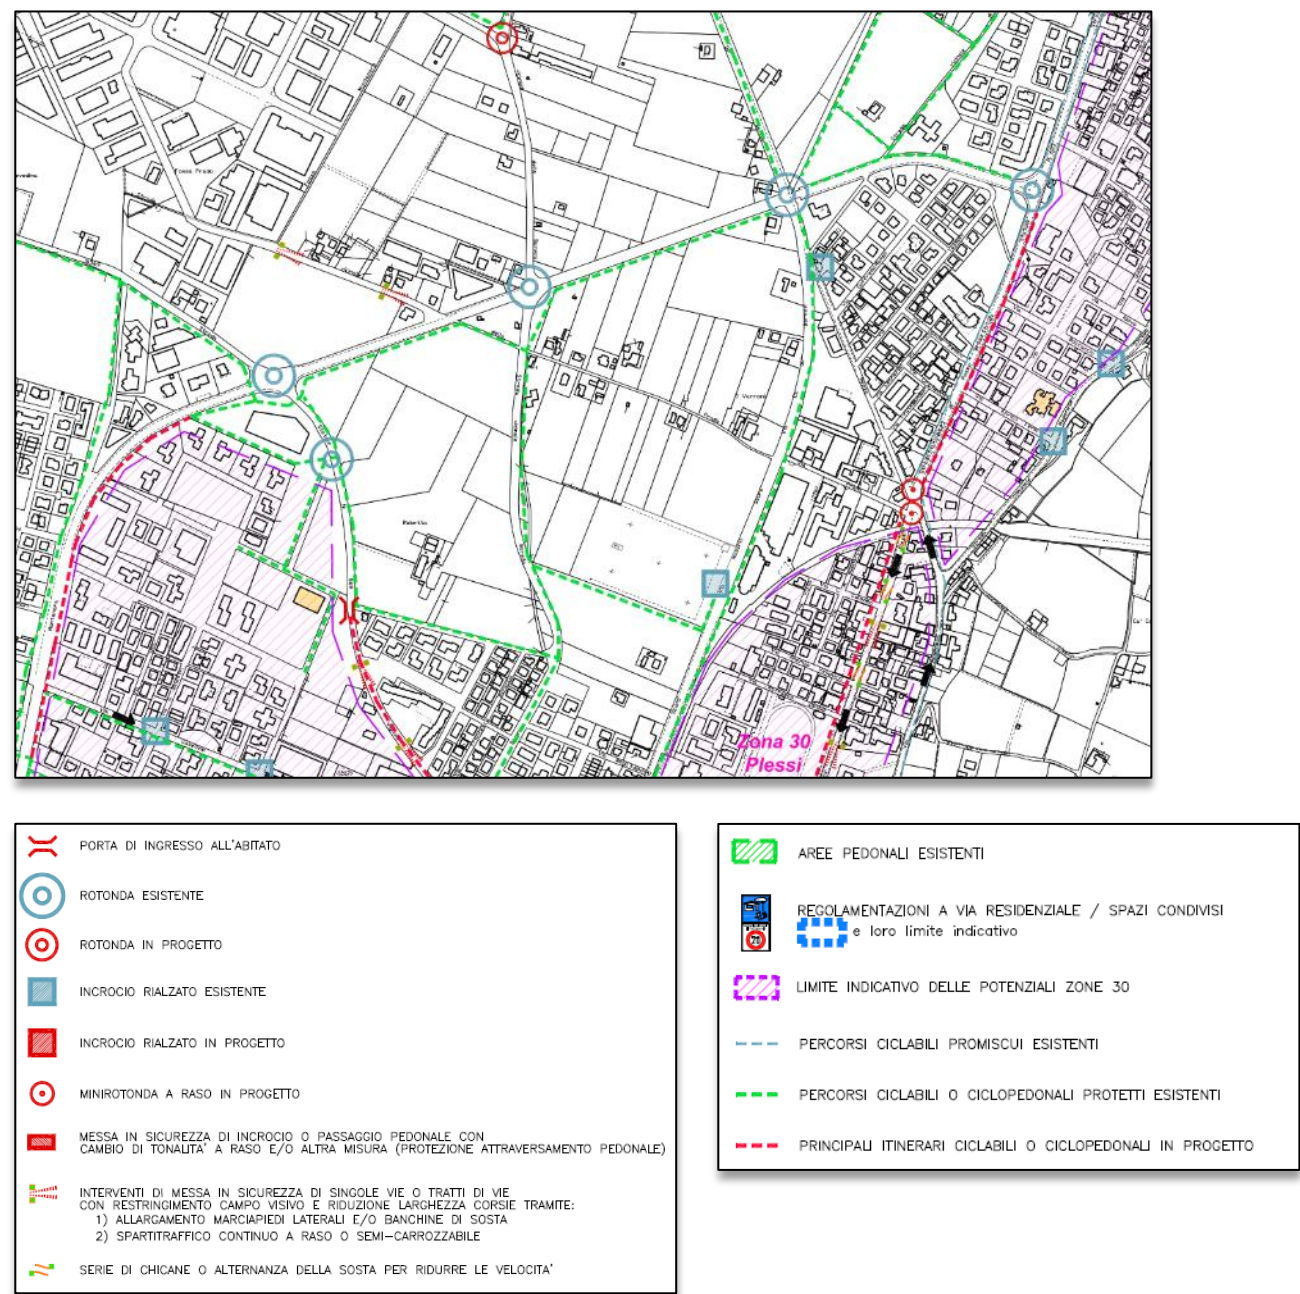 Zona 30
Plessi
PORTA DI INGRESSO ALL'ABITATO
ROTONDA ESISTENTE
ROTONDA IN PROGETTO
INCROCIO RIALZATO ESISTENTE
INCROCIO RIALZATO IN PROGETTO
MINIROTONDA A RASO IN PROGETTO
MESSA IN SICUREZZA DI INCROCIO O PASSAGGIO PEDONALE CON
CAMBIO DI TONALITA' A RASO E/O ALTRA MISURA (PROTEZIONE ATTRAVERSAMENTO PEDONALE)
INTERVENTI DI MESSA IN SICUREZZA DI SINGOLE VIE O TRATTI DI VIE
CON RESTRINGIMENTO CAMPO VISIVO E RIDUZIONE LARGHEZZA CORSIE TRAMITE:
1) ALLARGAMENTO MARCIAPIEDI LATERALI E/O BANCHINE DI SOSTA
2) SPARTITRAFFICO CONTINUO A RASO O SEMI-CARROZZABILE
SERIE DI CHICANE O ALTERNANZA DELLA SOSTA PER RIDURRE LE VELOCITA'
AREE PEDONALI ESISTENTI
REGOLAMENTAZIONI A VIA RESIDENZIALE / SPAZI CONDIVISI
e loro limite indicativo
LIMITE INDICATIVO DELLE POTENZIALI ZONE 30
PERCORSI CICLABILI PROMISCUI ESISTENTI
PERCORSI CICLABILI O CICLOPEDONALI PROTETTI ESISTENTI
PRINCIPALI ITINERARI CICLABILI O CICLOPEDONALI IN PROGETTO